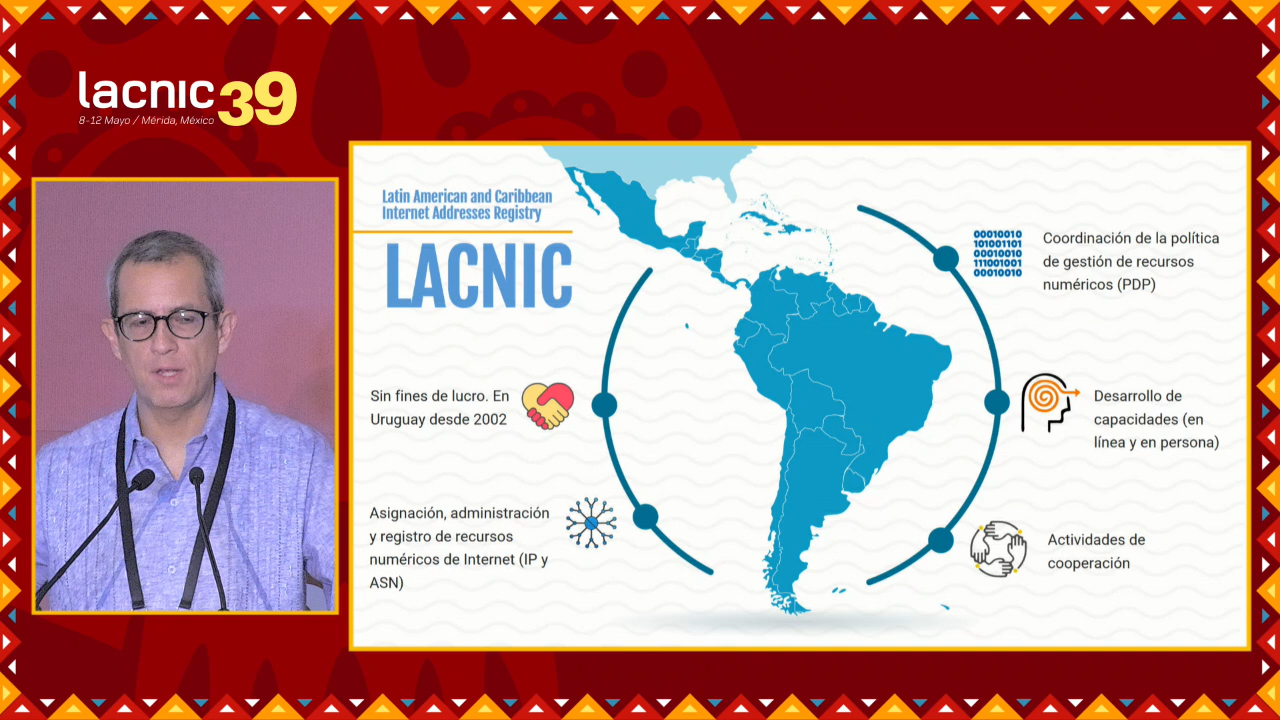 lacnic 39
8-12 Mayo / Mérida, México
Latin American and Caribbean
Internet Addresses Registry
LACNIC
Sin fines de lucro. En
Uruguay desde 2002
Asignación, administración
y registro de recursos
numéricos de Internet (IP y
ASN)
00010010
101001101
00010010
111001001
00010010
Coordinación de la política
de gestión de recursos
numéricos (PDP)
Desarrollo de
capacidades (en
línea y en persona)
Actividades de
cooperación